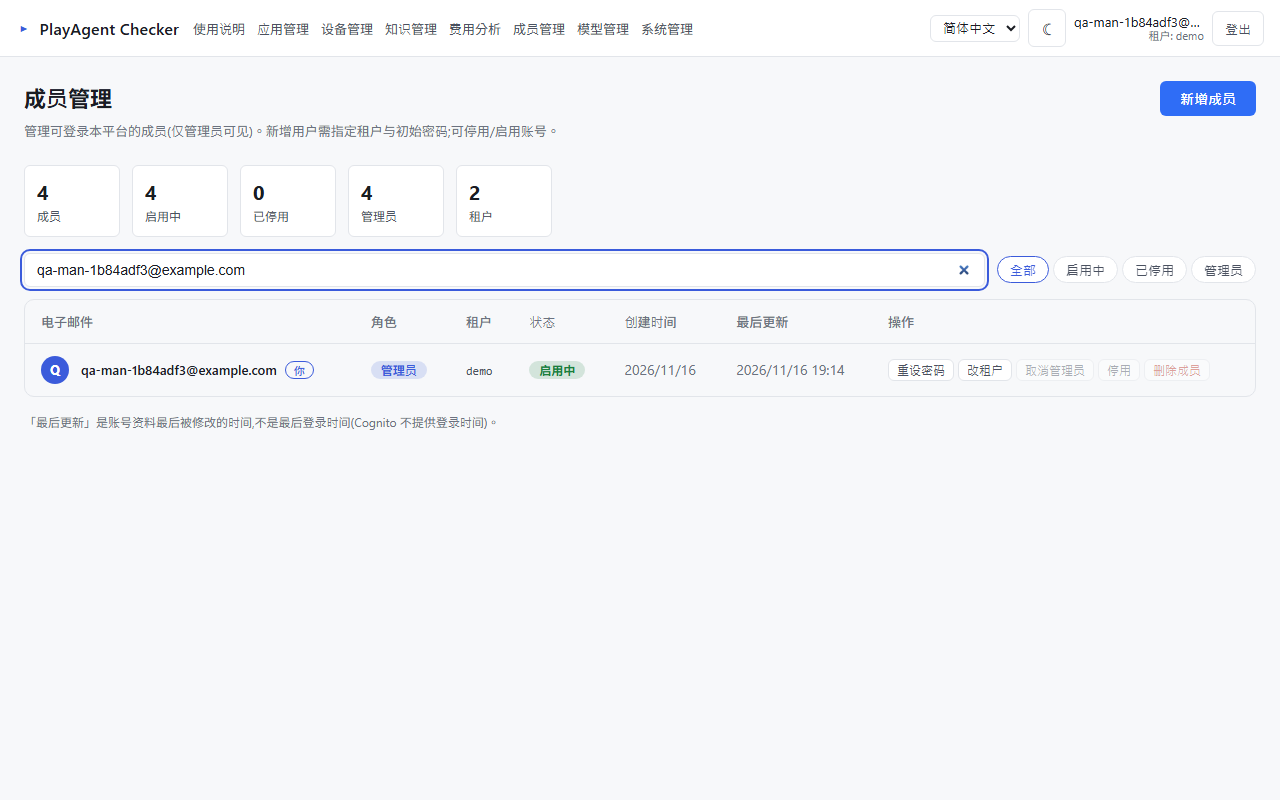 PlayAgent Checker 使用说明 应用管理 设备管理 知识管理 费用分析 成员管理 模型管理 系统管理 简体中文 qa-man-1b84adf3@... 登出
租户: demo
成员管理 新增成员
管理可登录本平台的成员(仅管理员可见)。新增用户需指定租户与初始密码;可停用/启用账号。
4 4 0 4 2
成员 启用中 已停用 管理员 租户
qa-man-1b84adf3@example.com 全部 启用中 已停用 管理员
电子邮件 角色 租户 状态 创建时间 最后更新 操作
Q qa-man-1b84adf3@example.com 你 管理员 demo 启用中 2026/11/16 2026/11/16 19:14 重设密码 改租户 取消管理员 停用 删除成员
「最后更新」是账号资料最后被修改的时间,不是最后登录时间(Cognito 不提供登录时间)。